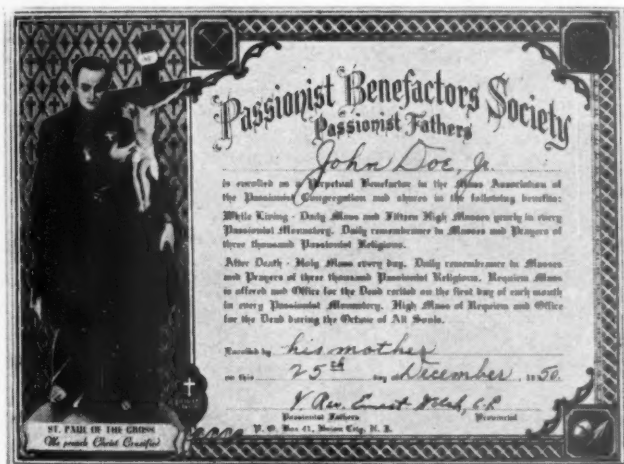 Passionist Benefactors Society
Passionist Fathers
John Doe, Jr.
is enrolled as a Perpetual Benefactor in the Mass Association of
the Passionist Congregation and shares in the following benefits:
While Living - Daily Mass and Fifteen High Masses yearly in every
Passionist Monastery. Daily remembrance in Masses and Prayers of
three thousand Passionist Religious.
After Death - Holy Mass every day. Daily remembrance in Masses
and Prayers of three thousand Passionist Religious. Requiem Mass
is offered and Office for the Dead recited on the first day of each month
in every Passionist Monastery. High Mass of Requiem and Office
for the Dead during the Octave of All Souls.
Enrolled by his mother
on this 25th day December, 1950.
V. Rev. C.P.
Passionist Fathers Provincial
P. O. Box 41, Union City, N. J.
ST. PAUL OF THE CROSS
We preach Christ Crucified